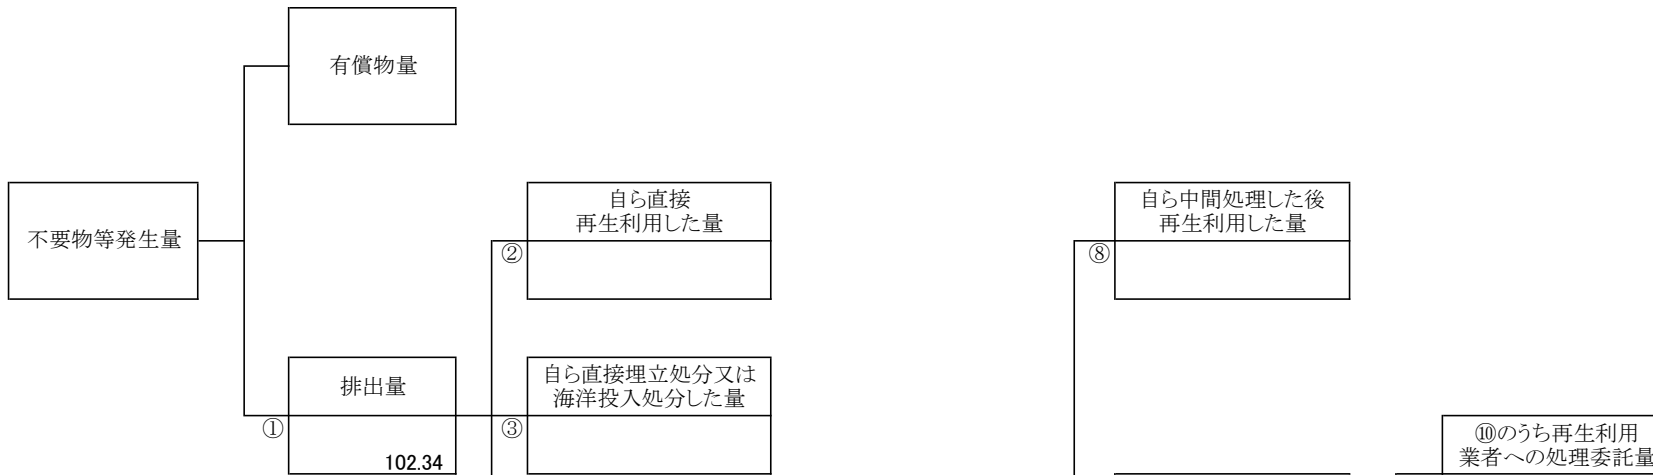 有償物量
不要物等発生量
自ら直接
再生利用した量
②
自ら中間処理した後
再生利用した量
⑧
排出量
①
102.34
自ら直接埋立処分又は
海洋投入処分した量
③
⑩のうち再生利用
業者への処理委託量